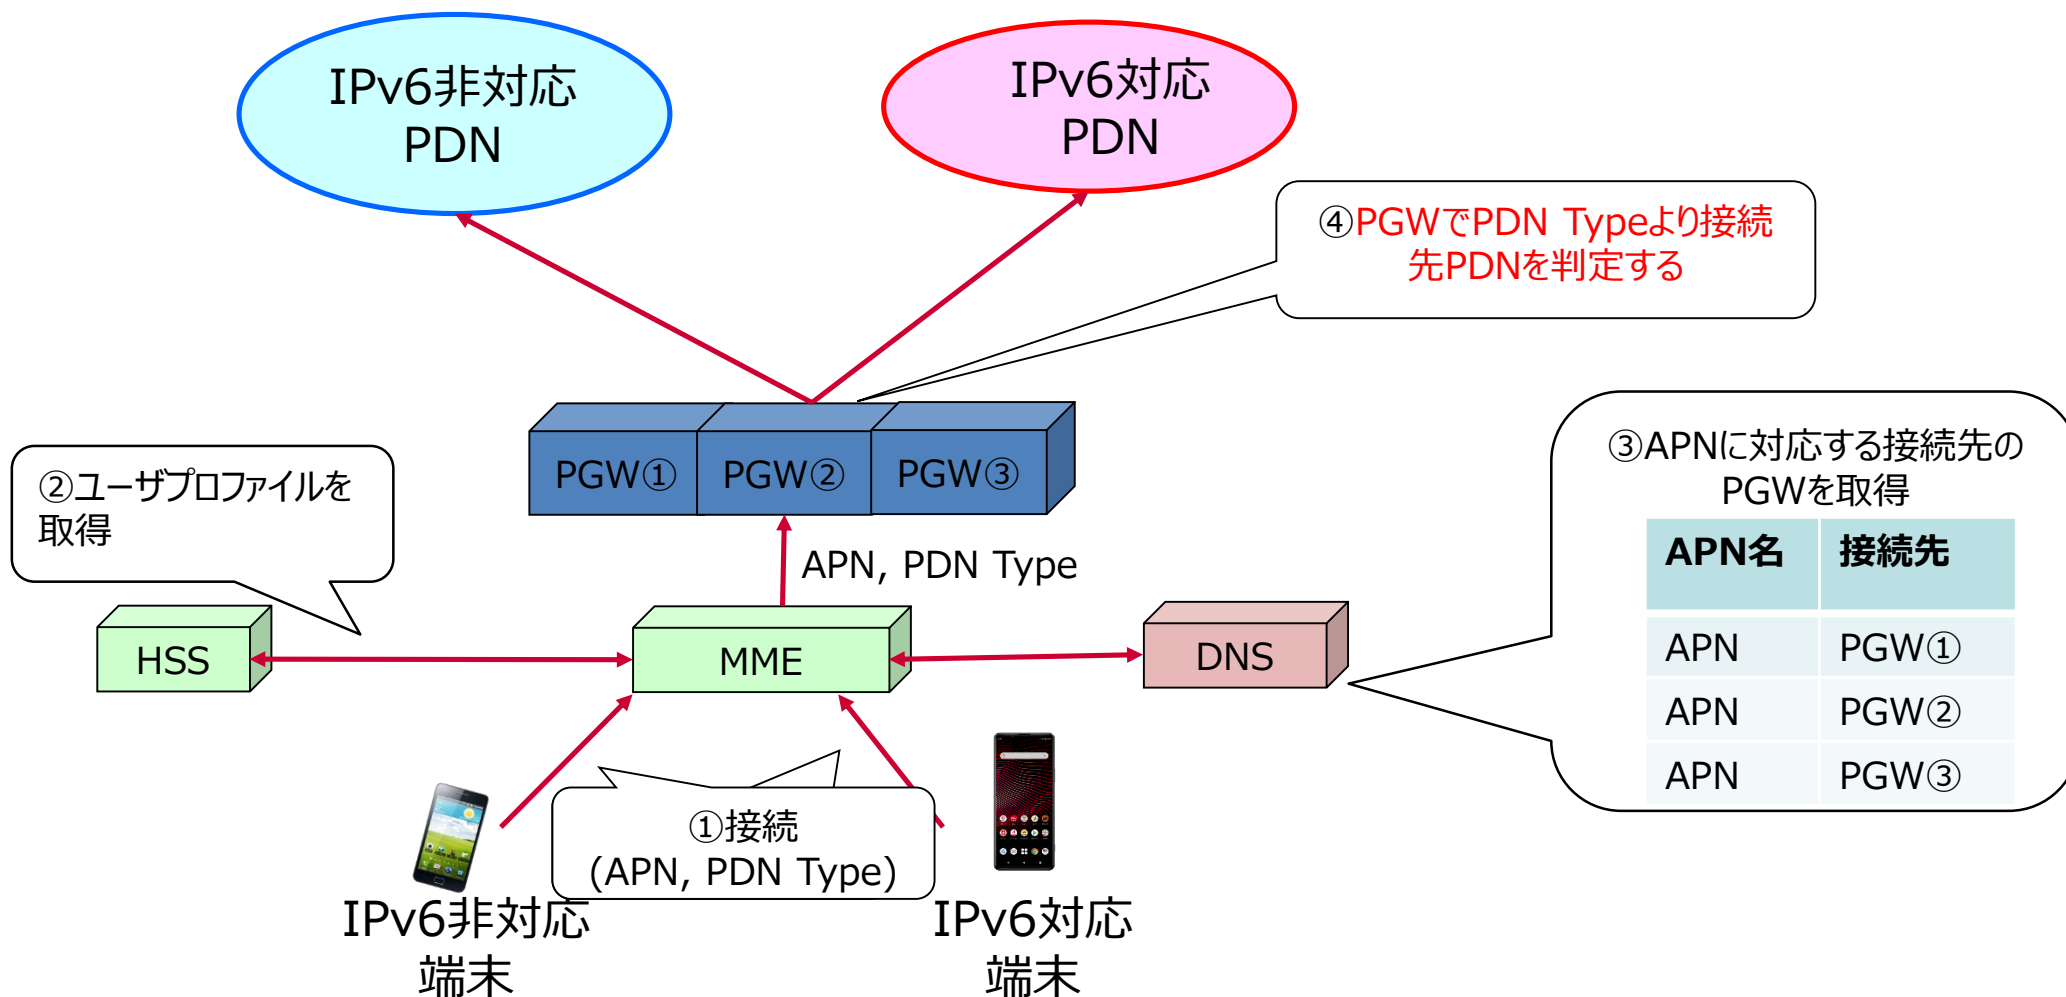 IPv6非対応
PDN
IPv6対応
PDN
④PGWでPDN Typeより接続
先PDNを判定する
PGW①
PGW②
PGW③
②ユーザプロファイルを
取得
③APNに対応する接続先の
PGWを取得
APN名 接続先
APN PGW①
APN PGW②
APN PGW③
APN, PDN Type
HSS
MME
DNS
①接続
(APN, PDN Type)
IPv6非対応
端末
IPv6対応
端末